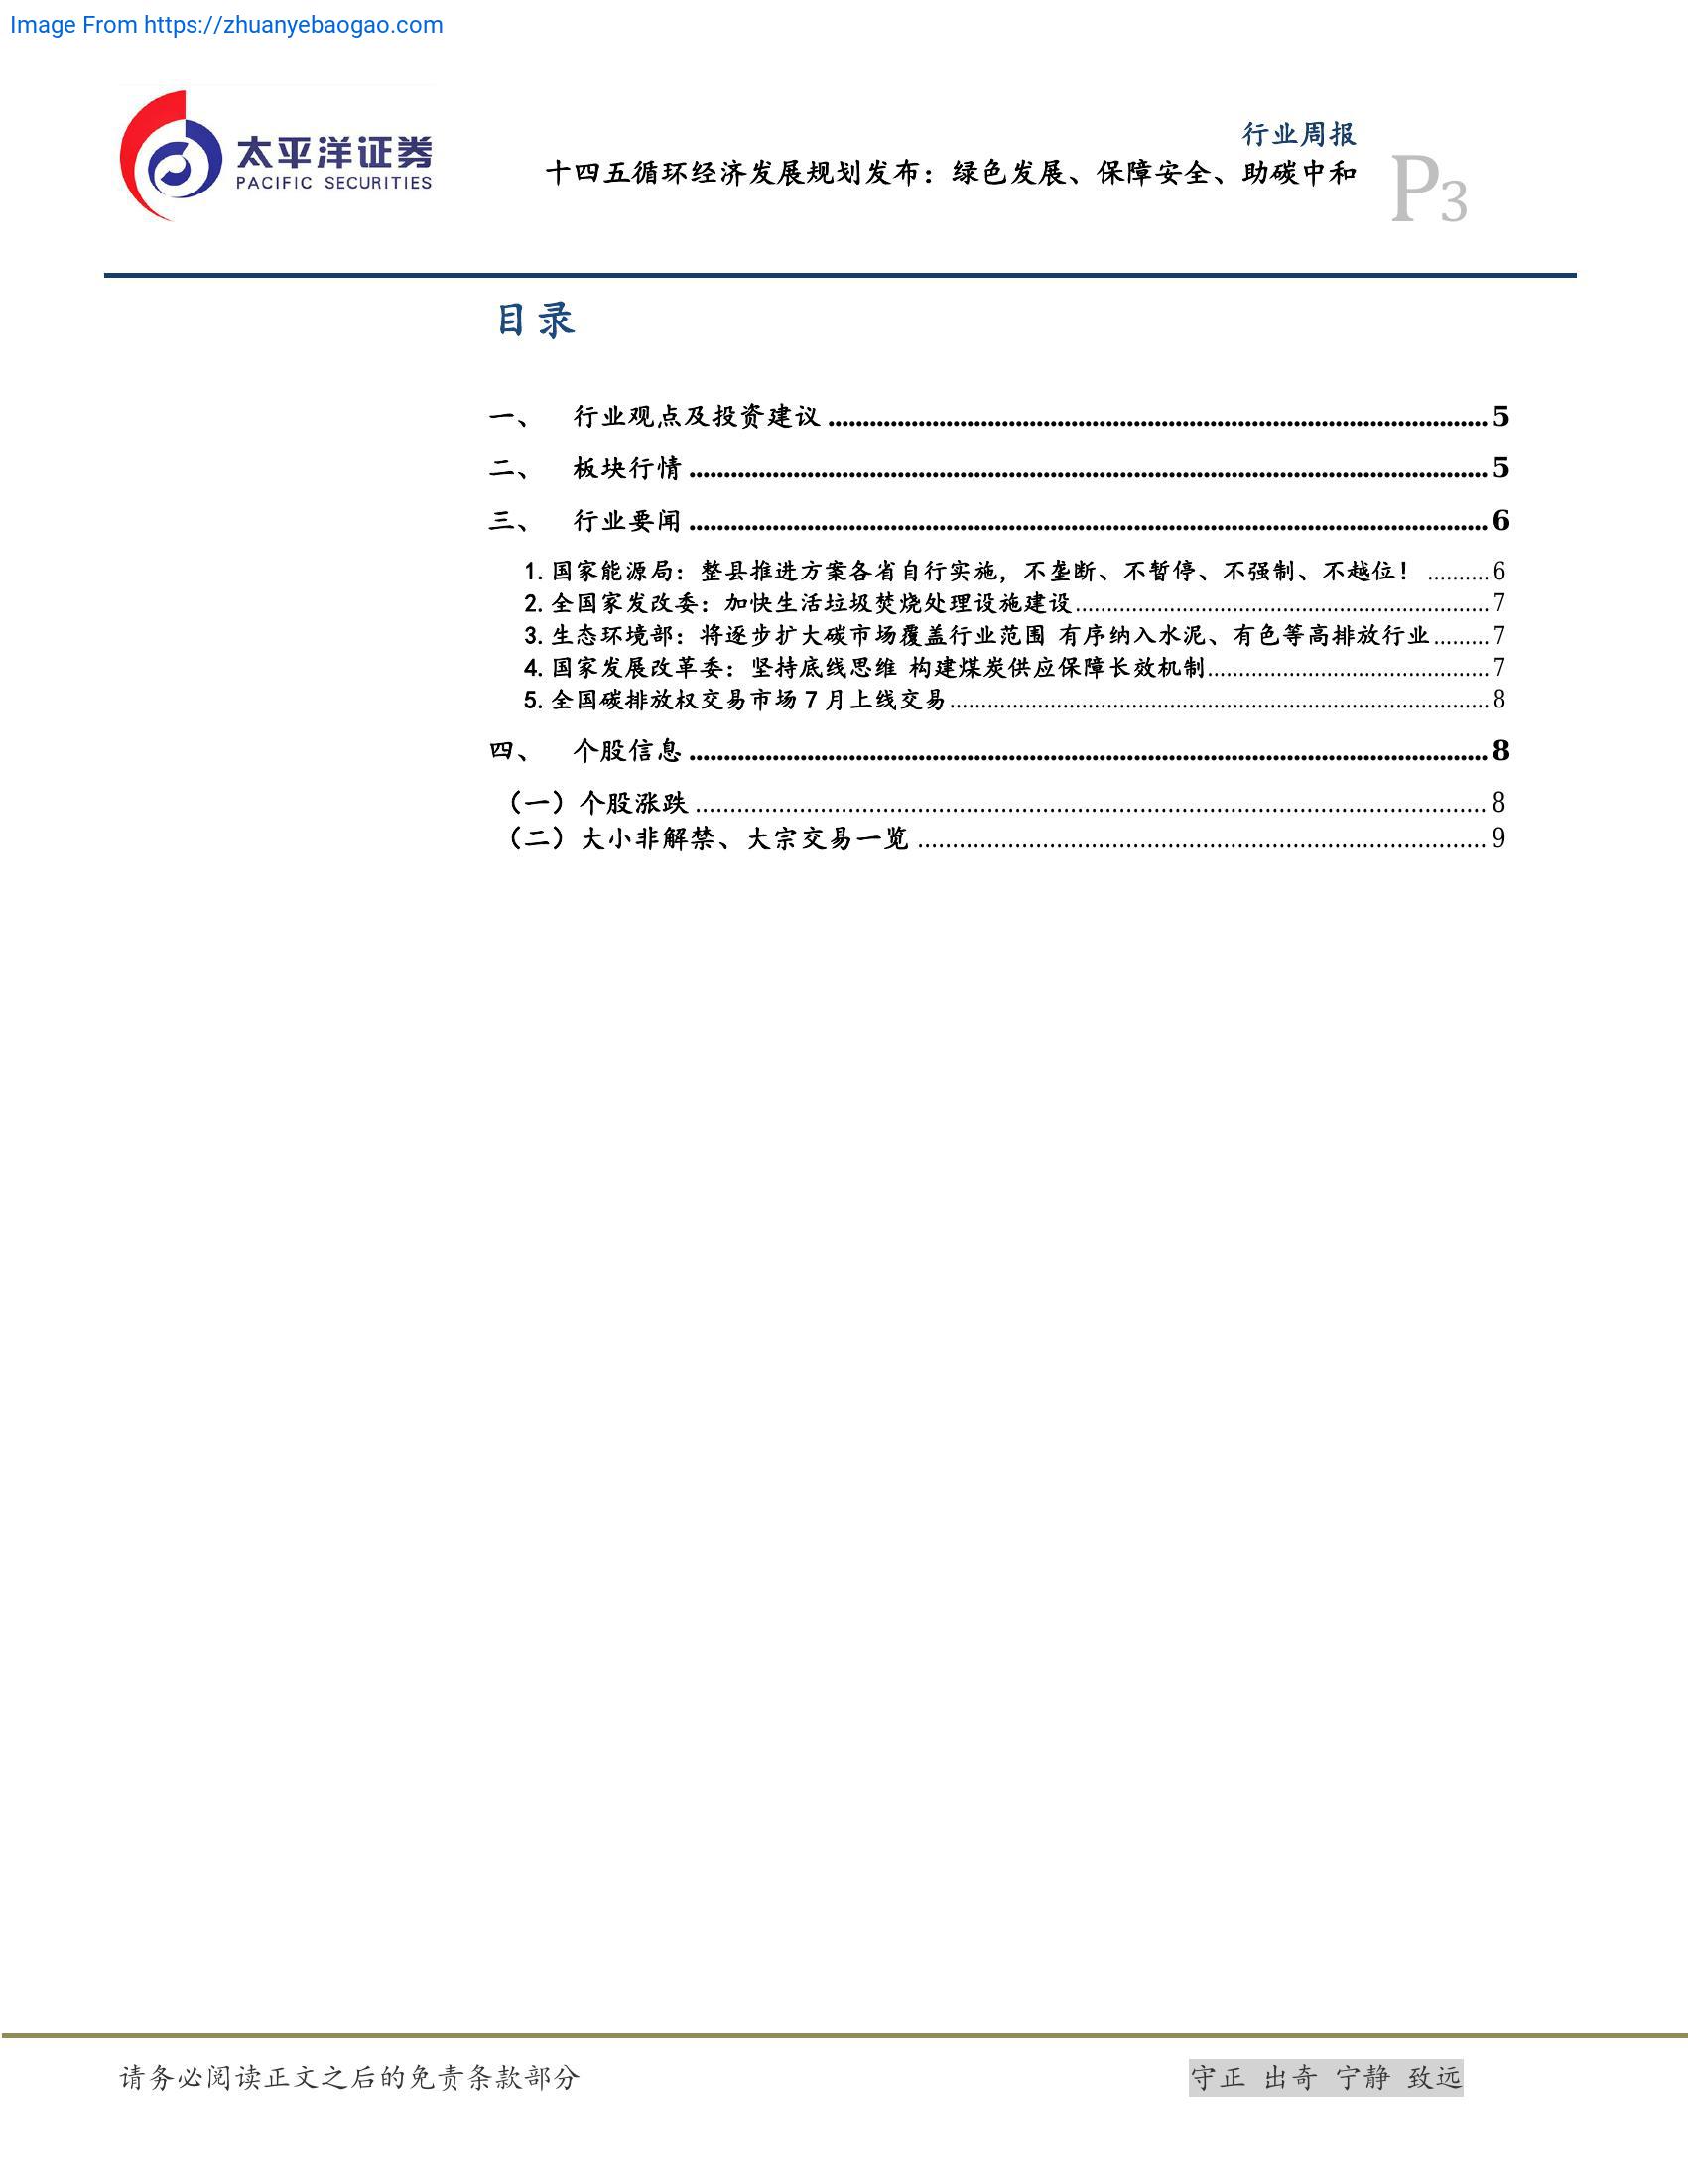 Image From https://zhuanyebaogao.com
太平洋证券
PACIFIC SECURITIES
行业周报
十四五循环经济发展规划发布：绿色发展、保障安全、助碳中和
P3
目录
一、 行业观点及投资建议 5
二、 板块行情 5
三、 行业要闻 6
1.国家能源局：整县推进方案各省自行实施，不垄断、不暂停、不强制、不越位！ 6
2.全国家发改委：加快生活垃圾焚烧处理设施建设 7
3.生态环境部：将逐步扩大碳市场覆盖行业范围 有序纳入水泥、有色等高排放行业 7
4.国家发展改革委：坚持底线思维 构建煤炭供应保障长效机制 7
5.全国碳排放权交易市场 7 月上线交易 8
四、 个股信息 8
（一）个股涨跌 8
（二）大小非解禁、大宗交易一览 9
请务必阅读正文之后的免责条款部分
守正 出奇 宁静 致远